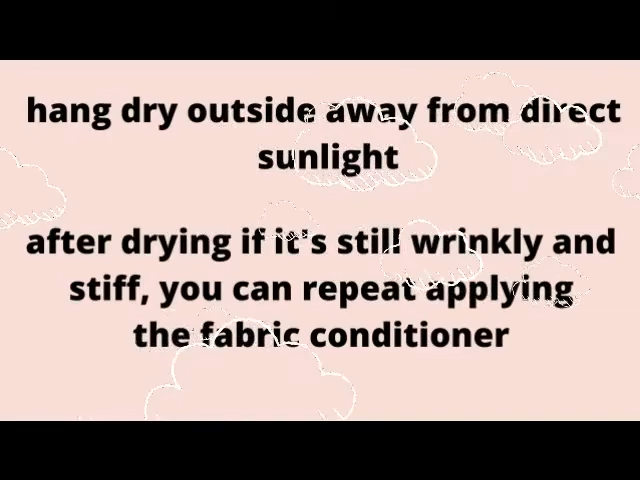 hang dry outside away from direct
sunlight
after drying if it's still wrinkly and
stiff, you can repeat applying
the fabric conditioner